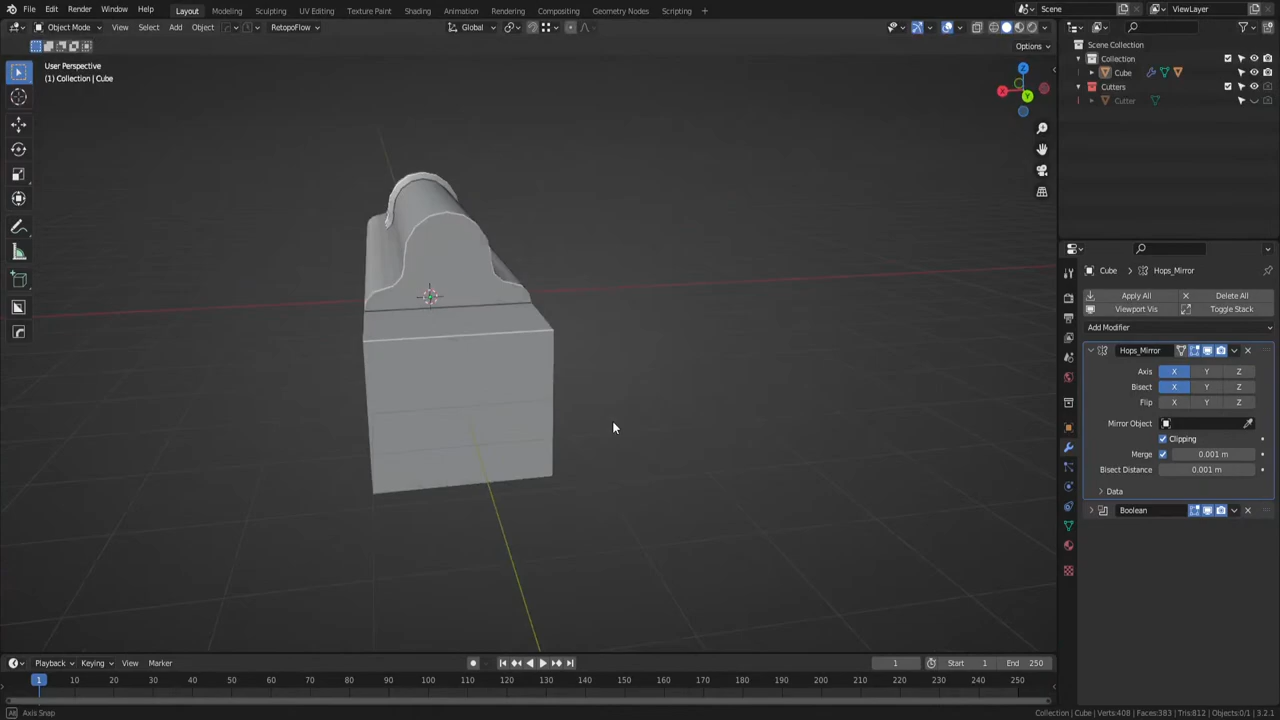 File Edit Render Window Help Layout Modeling Sculpting UV Editing Texture Paint Shading Animation Rendering Compositing Geometry Nodes Scripting + Scene ViewLayer
Object Mode View Select Add Object RetopoFlow Global
Options
User Perspective
(1) Collection | Cube
X
Y
Z
Scene Collection
Collection
Cube
Cutters
Cutter
Cube Hops_Mirror
Apply All Delete All
Viewport Vis Toggle Stack
Add Modifier
Hops_Mirror
Axis X Y Z
Bisect X Y Z
Flip X Y Z
Mirror Object
Clipping
Merge 0.001 m
Bisect Distance 0.001 m
Data
Boolean
Playback Keying View Marker 1 Start 1 End 250
1 10 20 30 40 50 60 70 80 90 100 110 120 130 140 150 160 170 180 190 200 210 220 230 240 250
Axis Snap Collection | Cube | Verts:408 | Faces:383 | Tris:812 | Objects:0/1 | 3.2.1